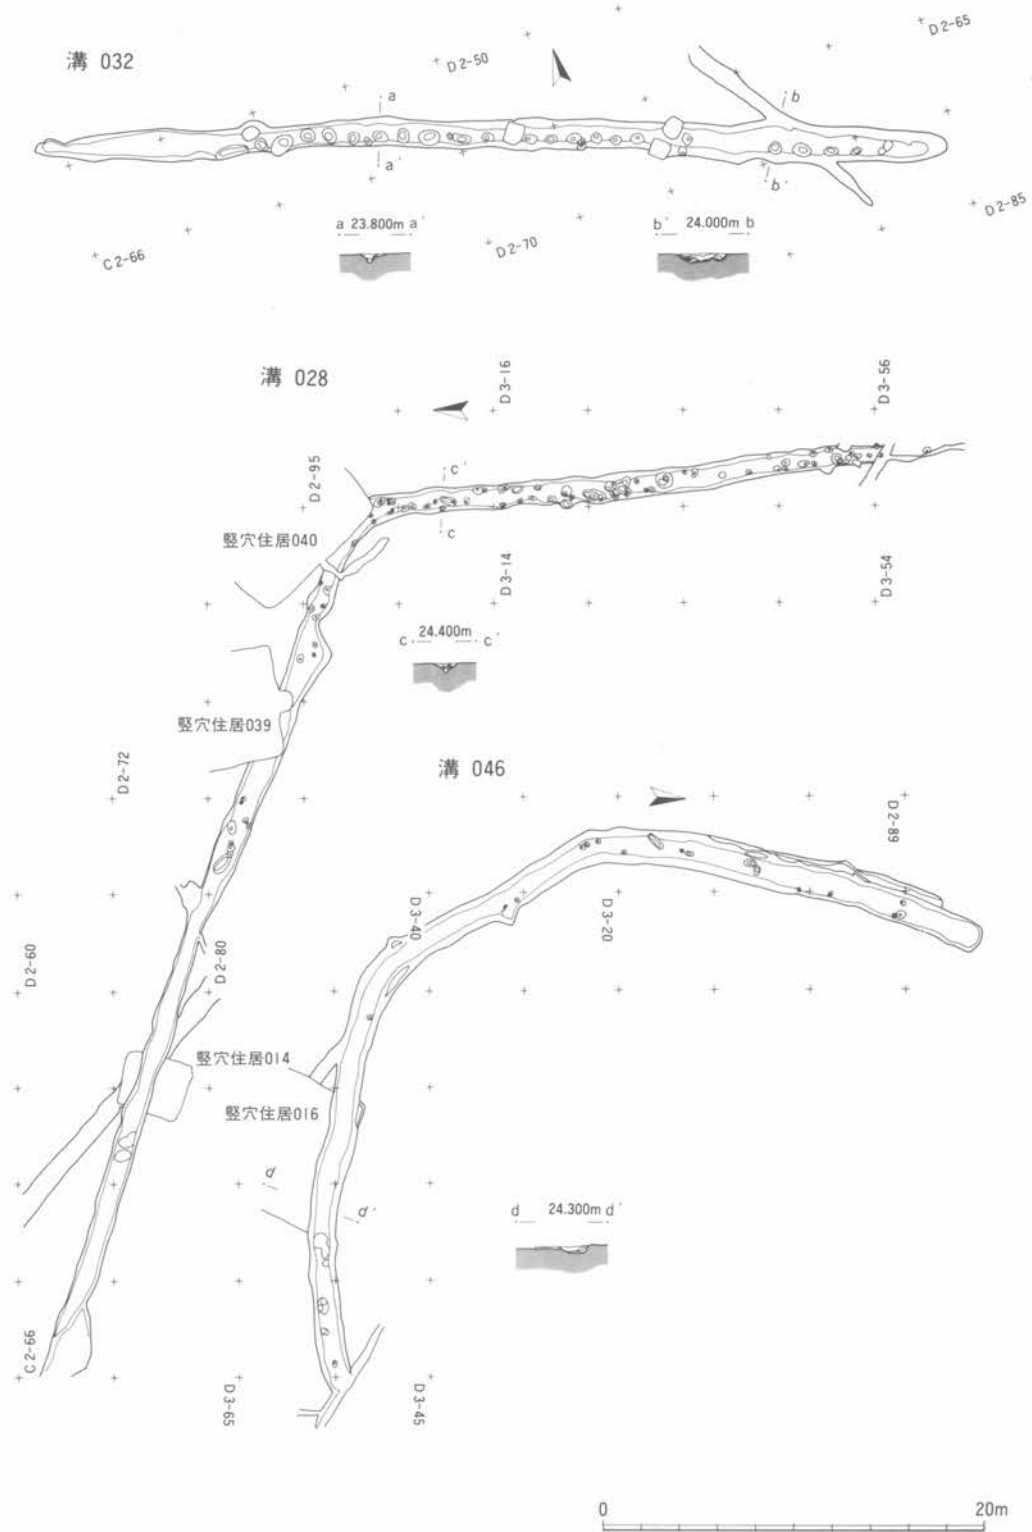 溝 032
D2-50
D2-65
a
b
a'
b'
D2-85
C2-66
a 23.800m a'
D2-70
b' 24.000m b
溝 028
D3-16
D3-56
D2-95
c'
竪穴住居040
c
D3-14
D3-54
c 24.400m c'
竪穴住居039
D2-72
溝 046
D2-89
D3-40
D3-20
D2-60
D2-80
竪穴住居014
竪穴住居016
d
d'
d 24.300m d'
C2-66
D3-65
D3-45
0 20m